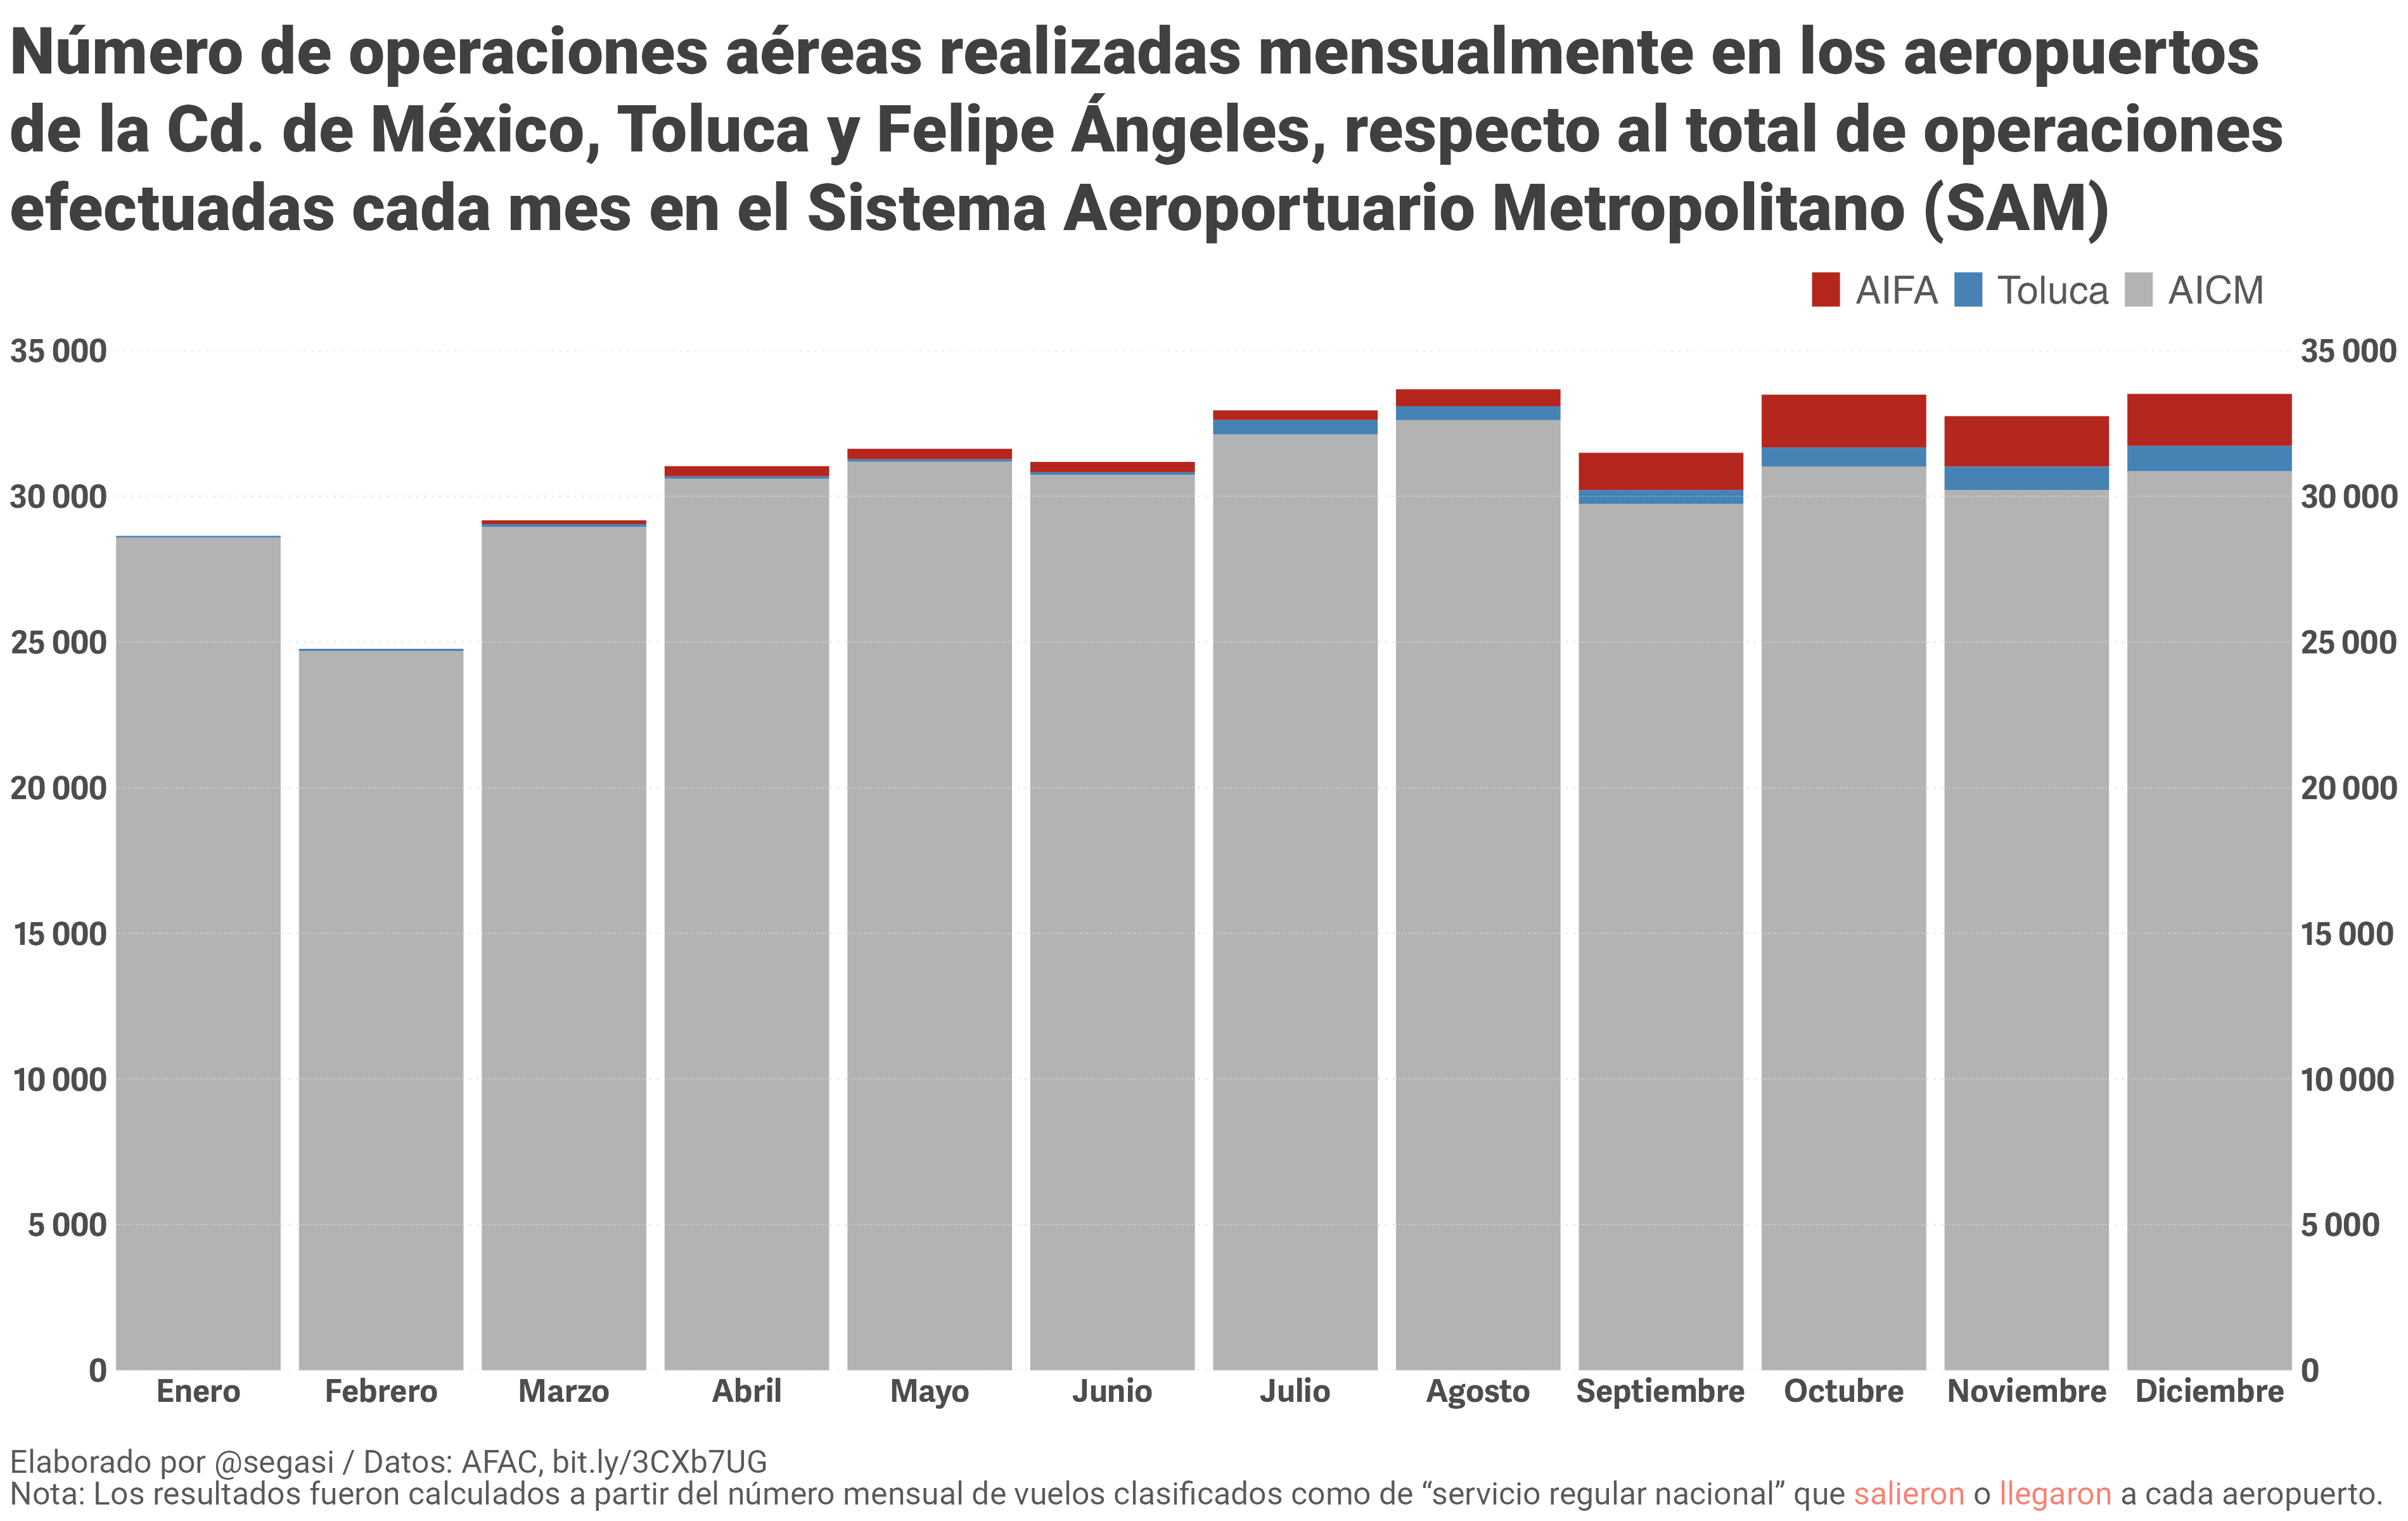 Número de operaciones aéreas realizadas mensualmente en los aeropuertos
de la Cd. de México, Toluca y Felipe Ángeles, respecto al total de operaciones
efectuadas cada mes en el Sistema Aeroportuario Metropolitano (SAM)
AIFA Toluca AICM
35 000 35 000
30 000 30 000
25 000 25 000
20 000 20 000
15 000 15 000
10 000 10 000
5 000 5 000
0 0
Enero Febrero Marzo Abril Mayo Junio Julio Agosto Septiembre Octubre Noviembre Diciembre
Elaborado por @segasi / Datos: AFAC, bit.ly/3CXb7UG
Nota: Los resultados fueron calculados a partir del número mensual de vuelos clasificados como de “servicio regular nacional” que salieron o llegaron a cada aeropuerto.